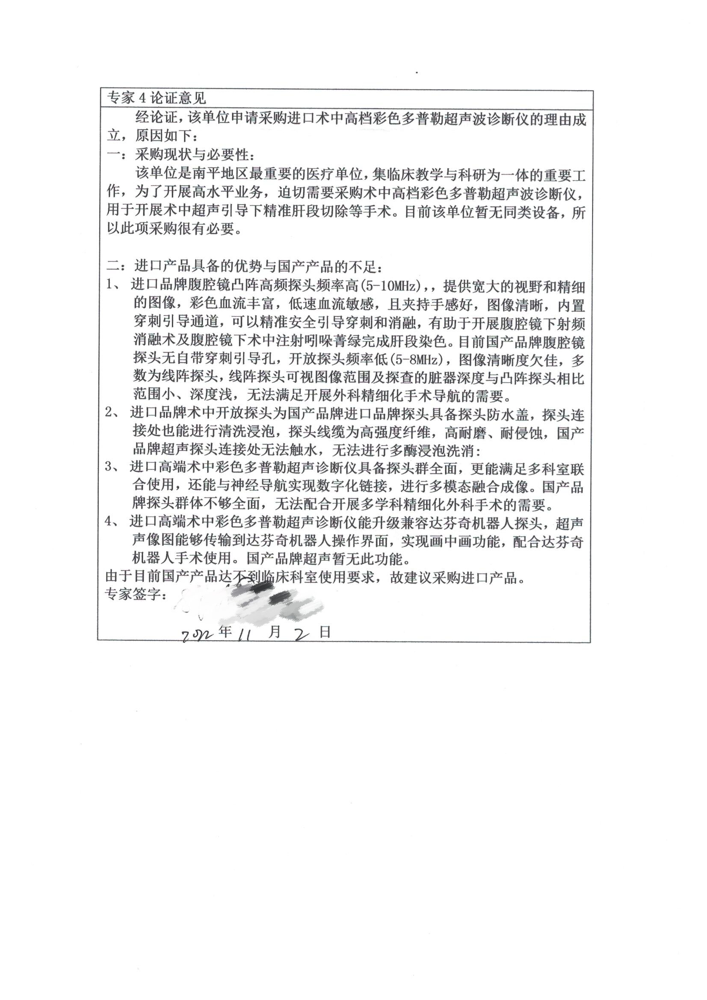 专家 4 论证意见
经论证，该单位申请采购进口术中高档彩色多普勒超声波诊断仪的理由成
立，原因如下：
一：采购现状与必要性：
该单位是南平地区最重要的医疗单位，集临床教学与科研为一体的重要工
作，为了开展高水平业务，迫切需要采购术中高档彩色多普勒超声波诊断仪，
用于开展术中超声引导下精准肝段切除等手术。目前该单位暂无同类设备，所
以此项采购很有必要。
二：进口产品具备的优势与国产产品的不足：
1、 进口品牌腹腔镜凸阵高频探头频率高(5-10MHz),，提供宽大的视野和精细
的图像，彩色血流丰富，低速血流敏感，且夹持手感好，图像清晰，内置
穿刺引导通道，可以精准安全引导穿刺和消融，有助于开展腹腔镜下射频
消融术及腹腔镜下术中注射吲哚菁绿完成肝段染色。目前国产品牌腹腔镜
探头无自带穿刺引导孔，开放探头频率低(5-8MHz)，图像清晰度欠佳，多
数为线阵探头，线阵探头可视图像范围及探查的脏器深度与凸阵探头相比
范围小、深度浅，无法满足开展外科精细化手术导航的需要。
2、 进口品牌术中开放探头为国产品牌进口品牌探头具备探头防水盖，探头连
接处也能进行清洗浸泡，探头线缆为高强度纤维，高耐磨、耐侵蚀，国产
品牌超声探头连接处无法触水，无法进行多酶浸泡洗消：
3、 进口高端术中彩色多普勒超声诊断仪具备探头群全面，更能满足多科室联
合使用，还能与神经导航实现数字化链接，进行多模态融合成像。国产品
牌探头群体不够全面，无法配合开展多学科精细化外科手术的需要。
4、 进口高端术中彩色多普勒超声诊断仪能升级兼容达芬奇机器人探头，超声
声像图能够传输到达芬奇机器人操作界面，实现画中画功能，配合达芬奇
机器人手术使用。国产品牌超声暂无此功能。
由于目前国产产品达不到临床科室使用要求，故建议采购进口产品。
专家签字：
2022 年 11 月 2 日